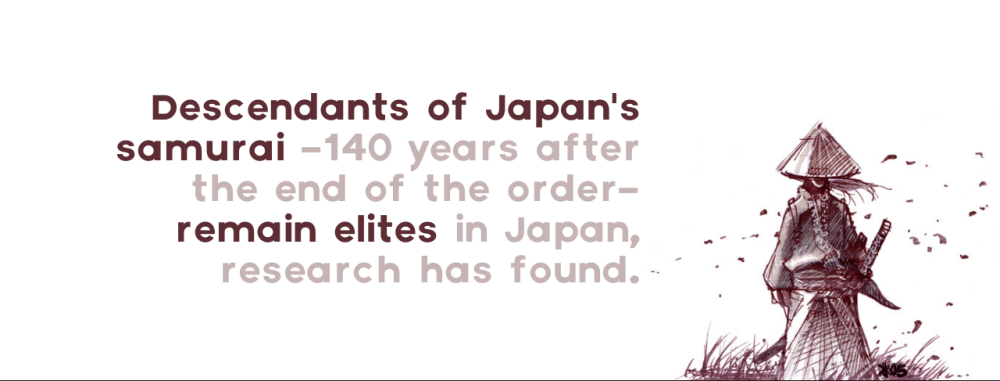 Descendants of Japan's
samurai -140 years after
the end of the order-
remain elites in Japan,
research has found.